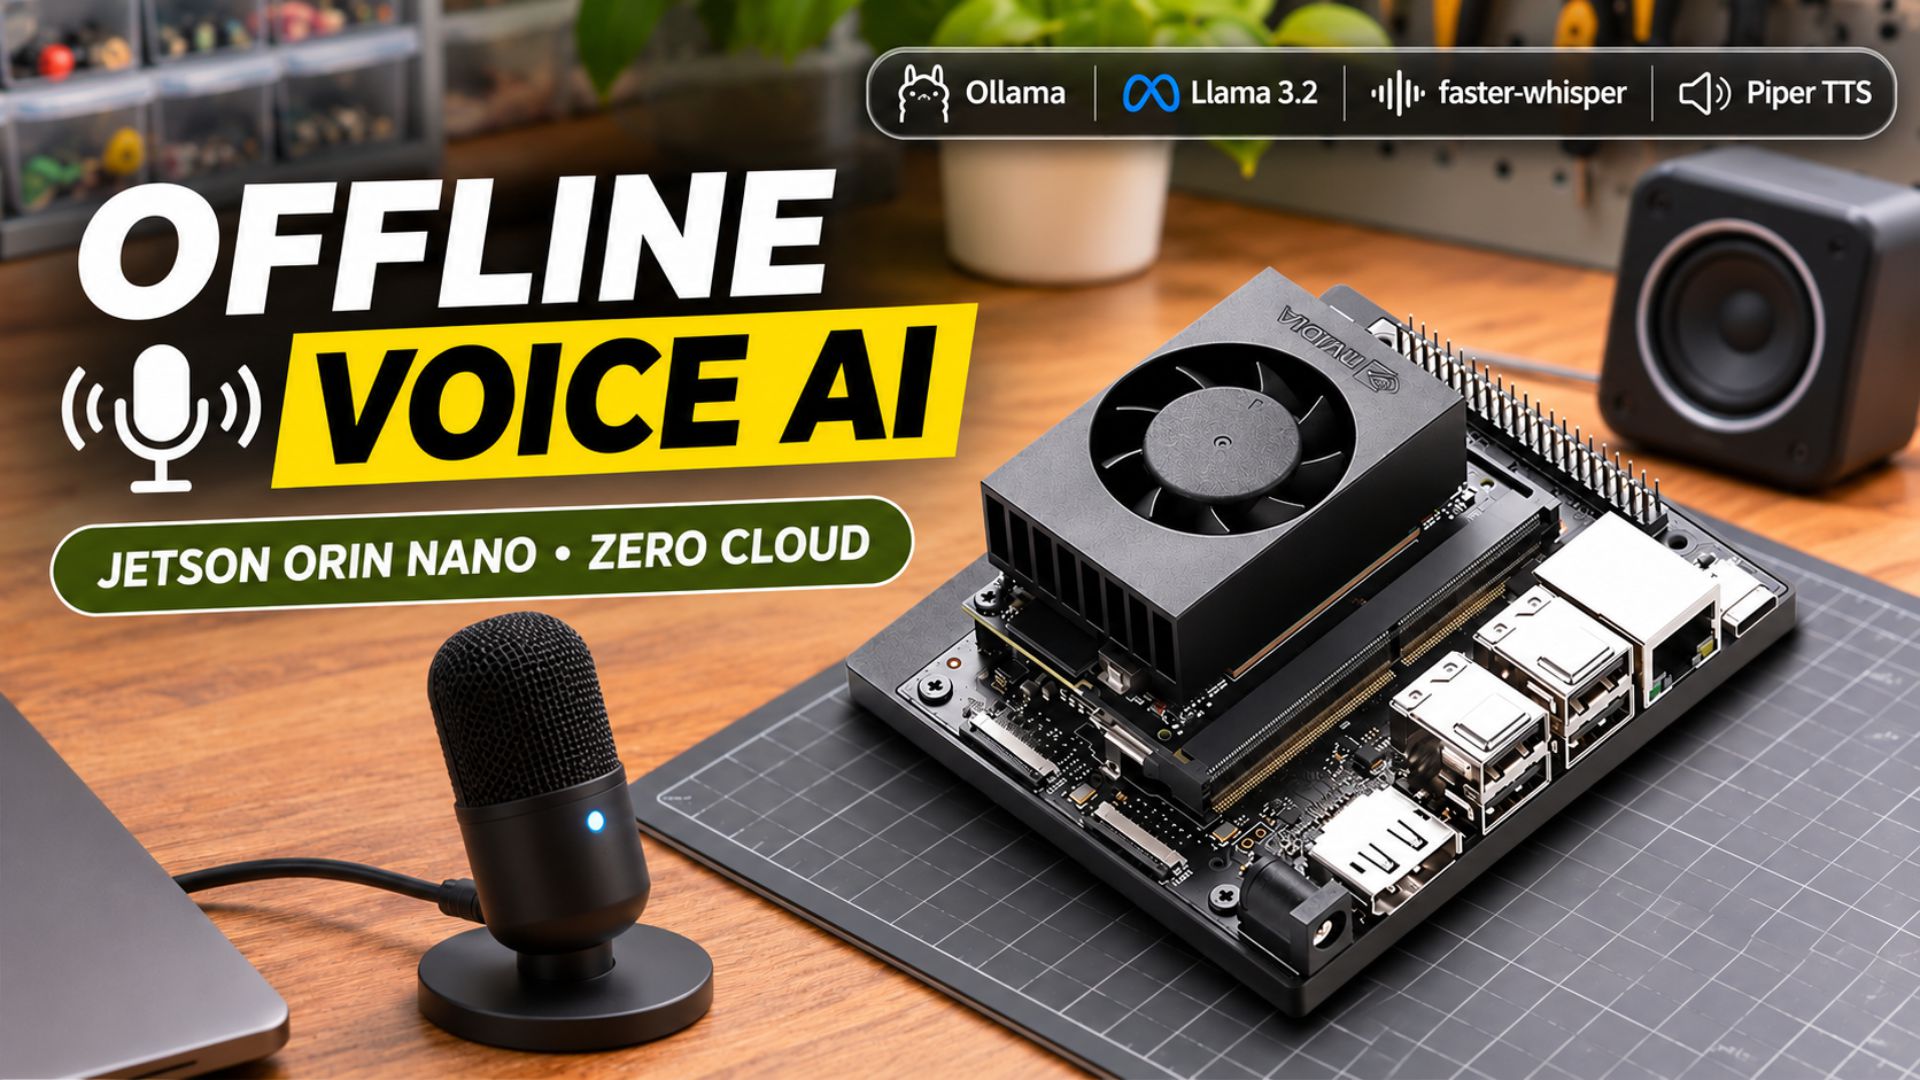 Ollama
Llama 3.2
faster-whisper
Piper TTS
OFFLINE
VOICE AI
JETSON ORIN NANO • ZERO CLOUD
NVIDIA